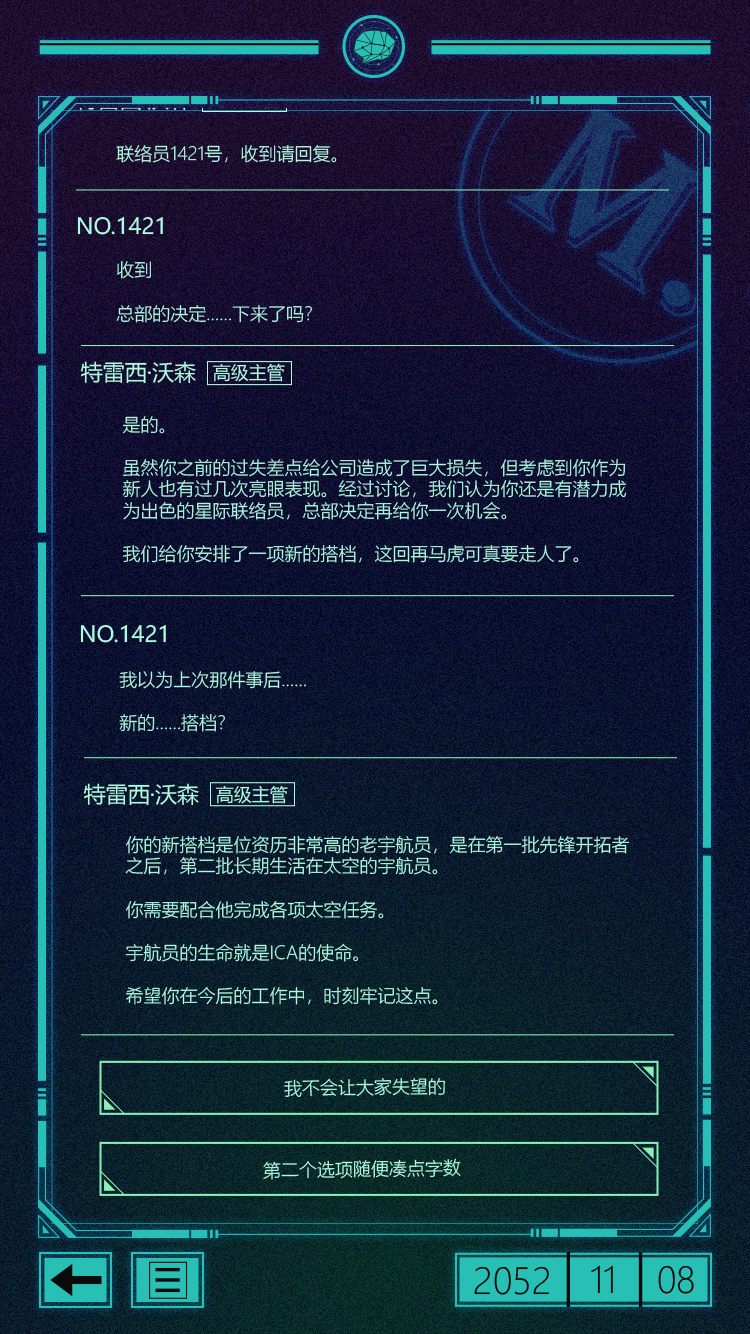 联络员1421号，收到请回复。
NO.1421
收到
总部的决定......下来了吗？
特雷西·沃森 高级主管
是的。
虽然你之前的过失差点给公司造成了巨大损失，但考虑到你作为
新人也有过几次亮眼表现。经过讨论，我们认为你还是有潜力成
为出色的星际联络员，总部决定再给你一次机会。
我们给你安排了一项新的搭档，这回再马虎可真要走人了。
NO.1421
我以为上次那件事后......
新的......搭档？
特雷西·沃森 高级主管
你的新搭档是位资历非常高的老宇航员，是在第一批先锋开拓者
之后，第二批长期生活在太空的宇航员。
你需要配合他完成各项太空任务。
宇航员的生命就是ICA的使命。
希望你在今后的工作中，时刻牢记这点。
我不会让大家失望的
第二个选项随便凑点字数
2052 11 08
M.